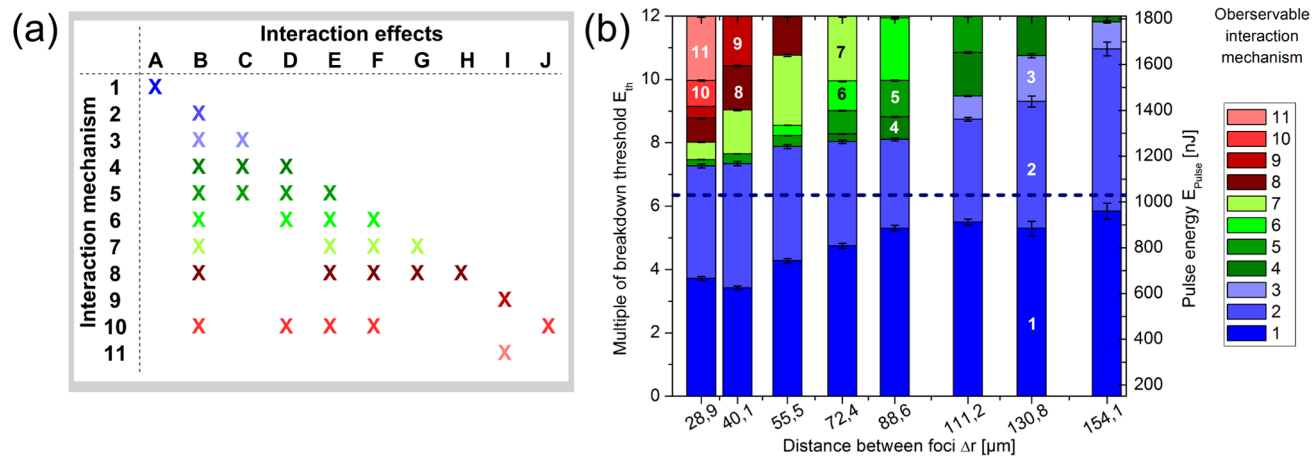 (a)
Interaction effects
A B C D E F G H I J
Interaction mechanism
1 X
2 X
3 X X
4 X X X
5 X X X X
6 X X X X
7 X X X X
8 X X X X X
9 X
10 X X X X X
11 X
(b)
Multiple of breakdown threshold E_th
12
10
8
6
4
2
0
11
10
9
8
7
6
5
4
3
2
1
28,9 40,1 55,5 72,4 88,6 111,2 130,8 154,1
Distance between foci Δr [µm]
1800
1600
1400
1200
1000
800
600
400
200
Pulse energy E_Pulse [nJ]
Oberservable
interaction
mechanism
11
10
9
8
7
6
5
4
3
2
1